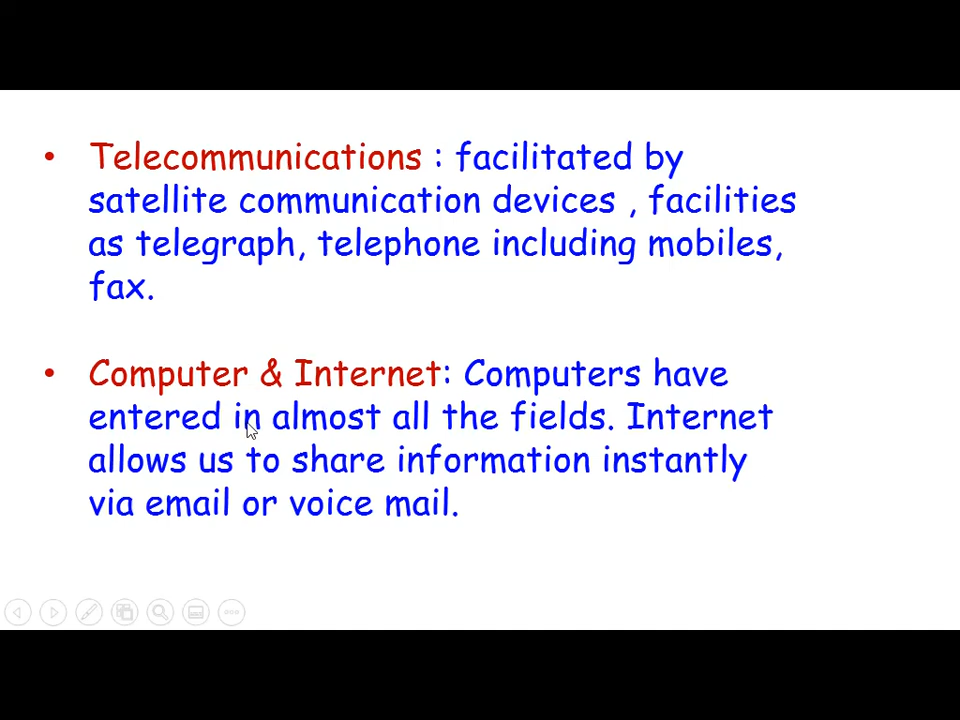 • Telecommunications : facilitated by
satellite communication devices , facilities
as telegraph, telephone including mobiles,
fax.
• Computer & Internet: Computers have
entered in almost all the fields. Internet
allows us to share information instantly
via email or voice mail.